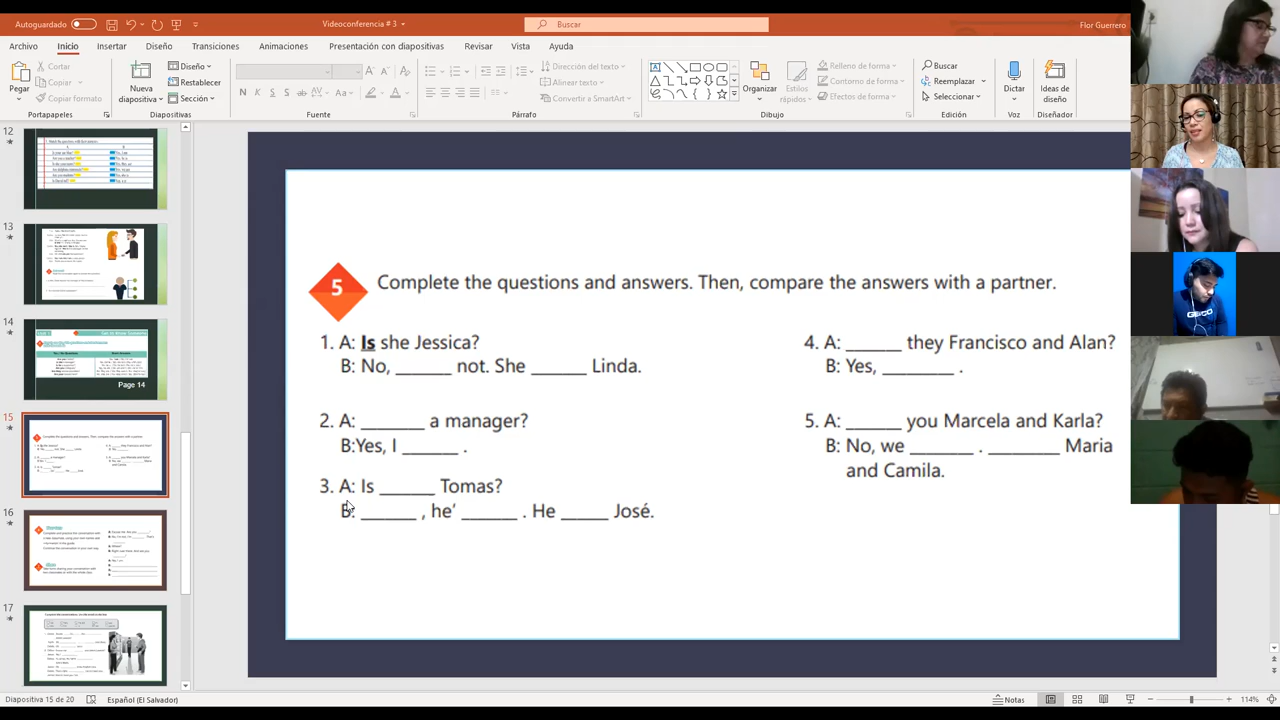 Autoguardado
Videoconferencia # 3
Buscar
Flor Guerrero
Archivo Inicio Insertar Diseño Transiciones Animaciones Presentación con diapositivas Revisar Vista Ayuda
Pegar
Cortar
Copiar
Copiar formato
Portapapeles
Nueva diapositiva
Diseño
Restablecer
Sección
Diapositivas
Fuente
Dirección del texto
Alinear texto
Convertir a SmartArt
Párrafo
Organizar
Estilos rápidos
Relleno de forma
Contorno de forma
Efectos de forma
Dibujo
Buscar
Reemplazar
Seleccionar
Edición
Dictar
Voz
Ideas de diseño
Diseñador
12
13
14
Page 14
15
16
17
5 Complete the questions and answers. Then, compare the answers with a partner.
1. A: Is she Jessica?
B: No, ______ not. She ______ Linda.
2. A: _______ a manager?
B:Yes, I ______ .
3. A: Is ______ Tomas?
B: ______ , he' ______ . He _____ José.
4. A: ______ they Francisco and Alan?
B: Yes, ________ .
5. A: ______ you Marcela and Karla?
B: No, we _______ . ________ Maria
and Camila.
Diapositiva 15 de 20
Español (El Salvador)
Notas
114%